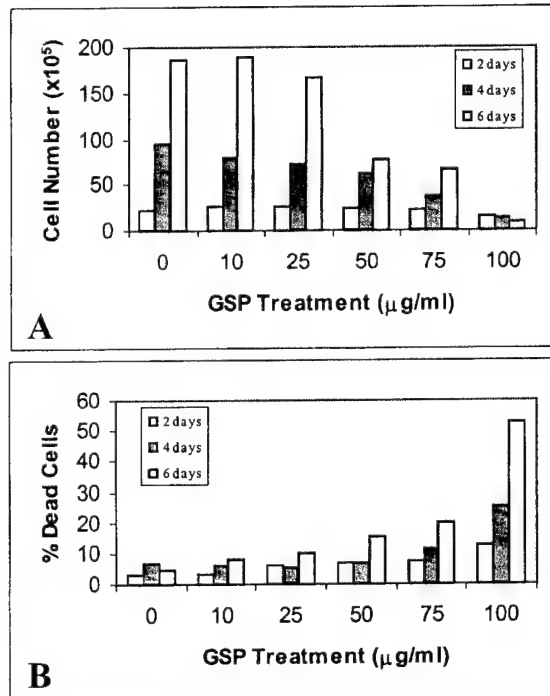 200
150
100
50
0
Cell Number (x10⁵)
2 days
4 days
6 days
0 10 25 50 75 100
GSP Treatment (μg/ml)
A
60
50
40
30
20
10
0
% Dead Cells
2 days
4 days
6 days
0 10 25 50 75 100
GSP Treatment (μg/ml)
B